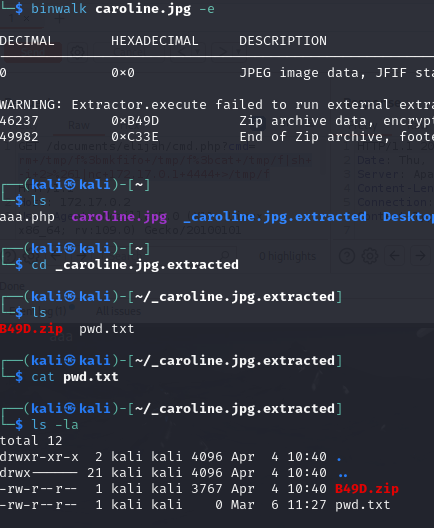 └─$ binwalk caroline.jpg -e
DECIMAL HEXADECIMAL DESCRIPTION
0 0×0 JPEG image data, JFIF sta
WARNING: Extractor.execute failed to run external extra
46237 0×B49D Zip archive data, encrypt
49982 0×C33E End of Zip archive, foote
┌──(kali㉿kali)-[~]
└─$ ls
aaa.php caroline.jpg _caroline.jpg.extracted Desktop
┌──(kali㉿kali)-[~]
└─$ cd _caroline.jpg.extracted
┌──(kali㉿kali)-[~/_caroline.jpg.extracted]
└─$ ls
B49D.zip pwd.txt
┌──(kali㉿kali)-[~/_caroline.jpg.extracted]
└─$ cat pwd.txt
┌──(kali㉿kali)-[~/_caroline.jpg.extracted]
└─$ ls -la
total 12
drwxr-xr-x 2 kali kali 4096 Apr 4 10:40 .
drwx------ 21 kali kali 4096 Apr 4 10:40 ..
-rw-r--r-- 1 kali kali 3767 Apr 4 10:40 B49D.zip
-rw-r--r-- 1 kali kali 0 Mar 6 11:27 pwd.txt